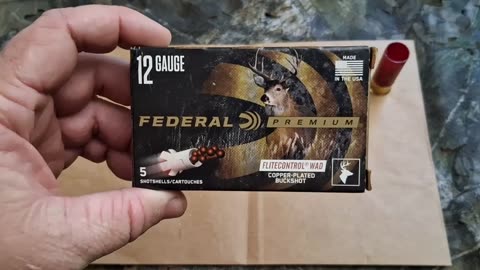 12 GAUGE
MADE
IN THE USA
FEDERAL PREMIUM
FLITECONTROL® WAD
5
COPPER-PLATED
SHOTSHELLS/CARTOUCHES
BUCKSHOT